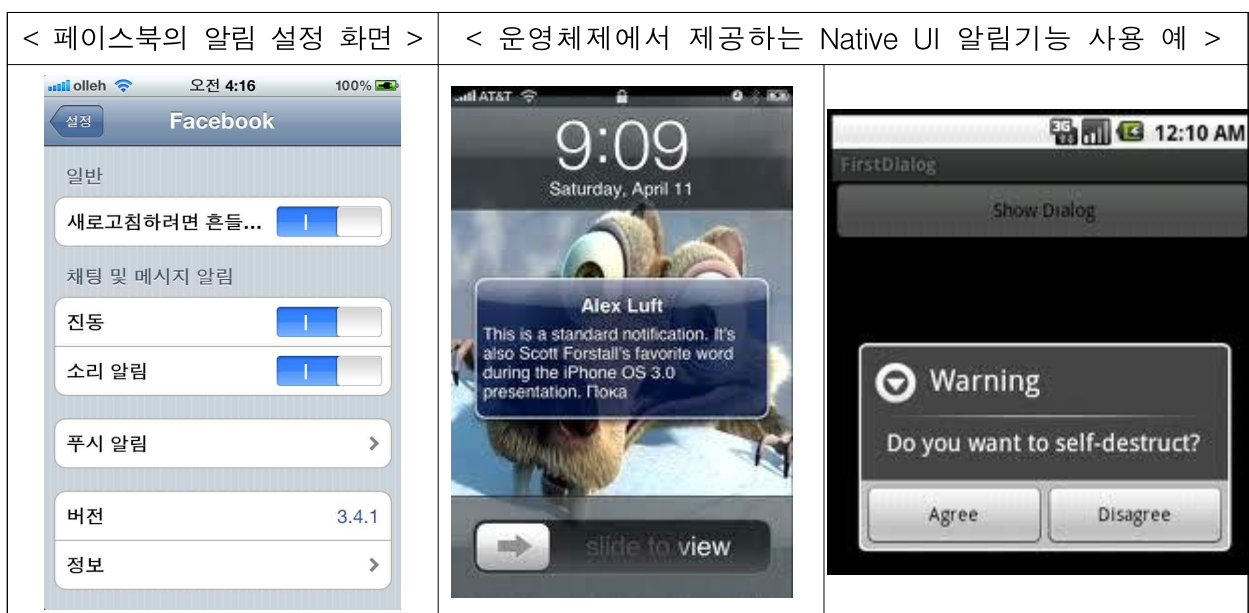 < 페이스북의 알림 설정 화면 >
< 운영체제에서 제공하는 Native UI 알림기능 사용 예 >
olleh 오전 4:16 100%
설정 Facebook
일반
새로고침하려면 흔들...
채팅 및 메시지 알림
진동
소리 알림
푸시 알림
버전 3.4.1
정보
AT&T
9:09
Saturday, April 11
Alex Luft
This is a standard notification. It's
also Scott Forstall's favorite word
during the iPhone OS 3.0
presentation. Пока
slide to view
3G 12:10 AM
FirstDialog
Show Dialog
Warning
Do you want to self-destruct?
Agree Disagree